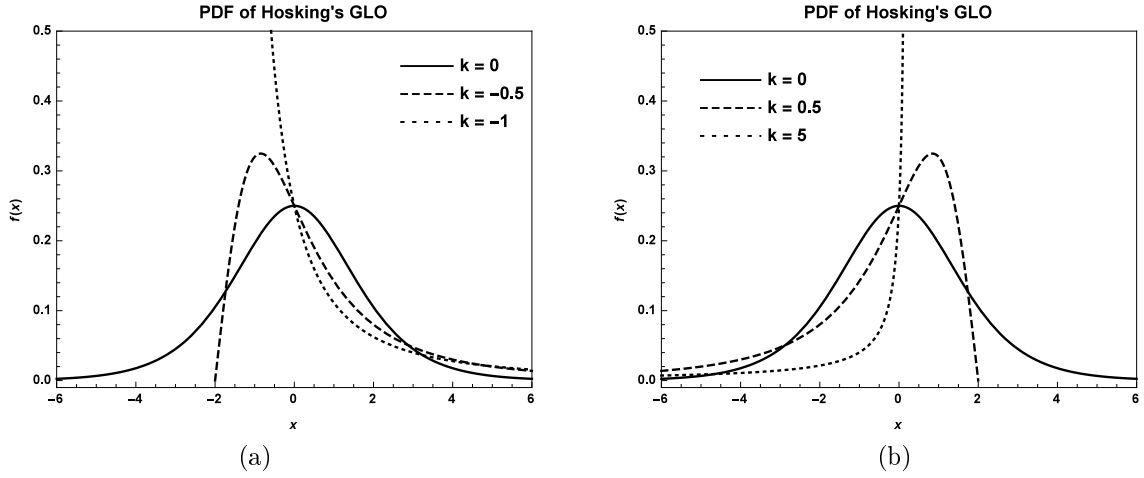 PDF of Hosking's GLO
0.5
0.4
0.3
0.2
0.1
0.0
f(x)
k = 0
k = −0.5
k = −1
−6 −4 −2 0 2 4 6
x
(a)
PDF of Hosking's GLO
0.5
0.4
0.3
0.2
0.1
0.0
f(x)
k = 0
k = 0.5
k = 5
−6 −4 −2 0 2 4 6
x
(b)